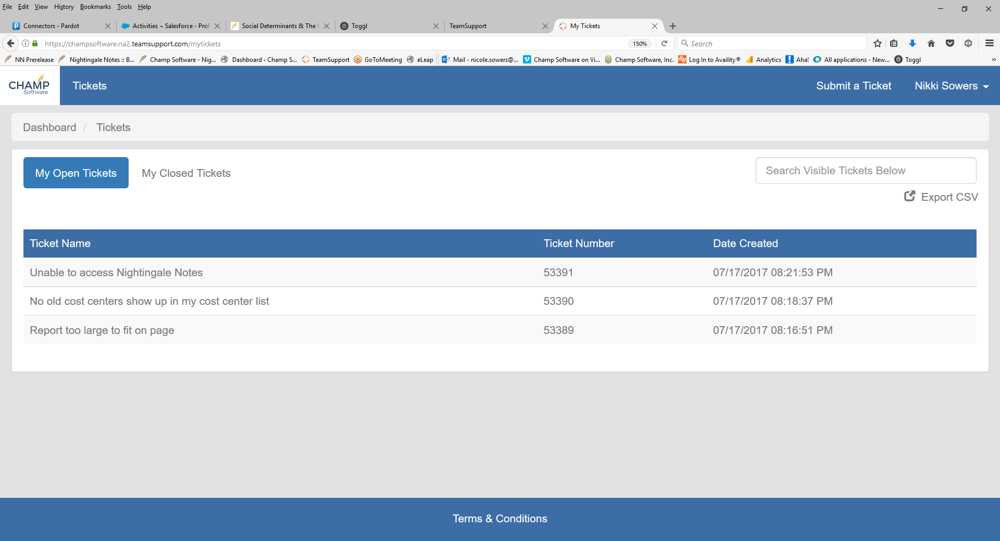 File Edit View History Bookmarks Tools Help
Connectors - Pardot Activities ~ Salesforce - Prof Social Determinants & The Toggl TeamSupport My Tickets
https://champsoftware.na2.teamsupport.com/mytickets 150% Search
NN Prerelease Nightingale Notes :: B... Champ Software - Nig... Dashboard ‹ Champ S... TeamSupport GoToMeeting eLeap Mail - nicole.sowers@... Champ Software on Vi... Champ Software, Inc. Log In to Availity® Analytics Aha! All applications - New... Toggl »
CHAMP
Software
Tickets Submit a Ticket Nikki Sowers
Dashboard / Tickets
My Open Tickets My Closed Tickets Search Visible Tickets Below
Export CSV
Ticket Name Ticket Number Date Created
Unable to access Nightingale Notes 53391 07/17/2017 08:21:53 PM
No old cost centers show up in my cost center list 53390 07/17/2017 08:18:37 PM
Report too large to fit on page 53389 07/17/2017 08:16:51 PM
Terms & Conditions